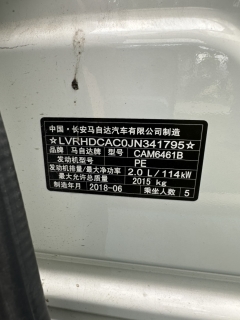 中国·长安马自达汽车有限公司制造
☆LVRHDCAC0JN341795☆
品牌 马自达牌 型号 CAM6461B
发动机型号 PE
发动机排量/最大净功率 2.0 L/114kW
最大允许总质量 2015 kg
制造年月 2018-06 乘坐人数 5